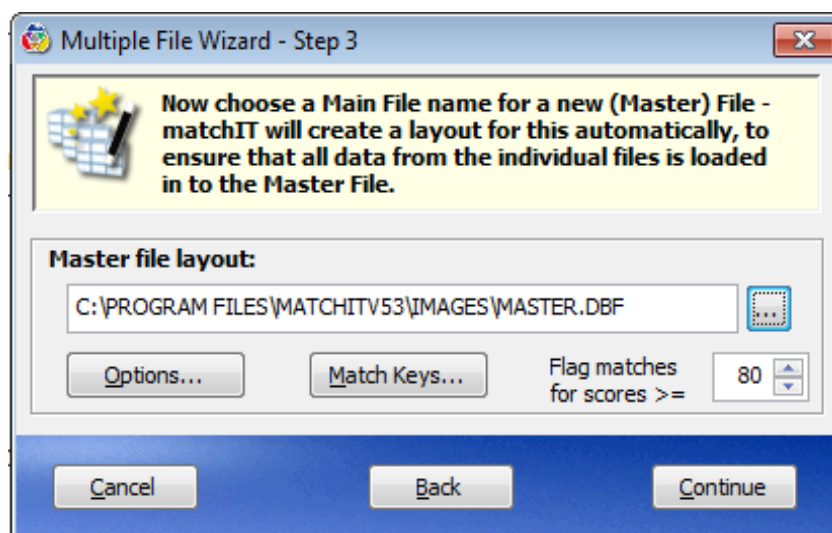 Multiple File Wizard - Step 3
Now choose a Main File name for a new (Master) File -
matchIT will create a layout for this automatically, to
ensure that all data from the individual files is loaded
in to the Master File.
Master file layout:
C:\PROGRAM FILES\MATCHITV53\IMAGES\MASTER.DBF
...
Options...
Match Keys...
Flag matches
for scores >=
80
Cancel
Back
Continue